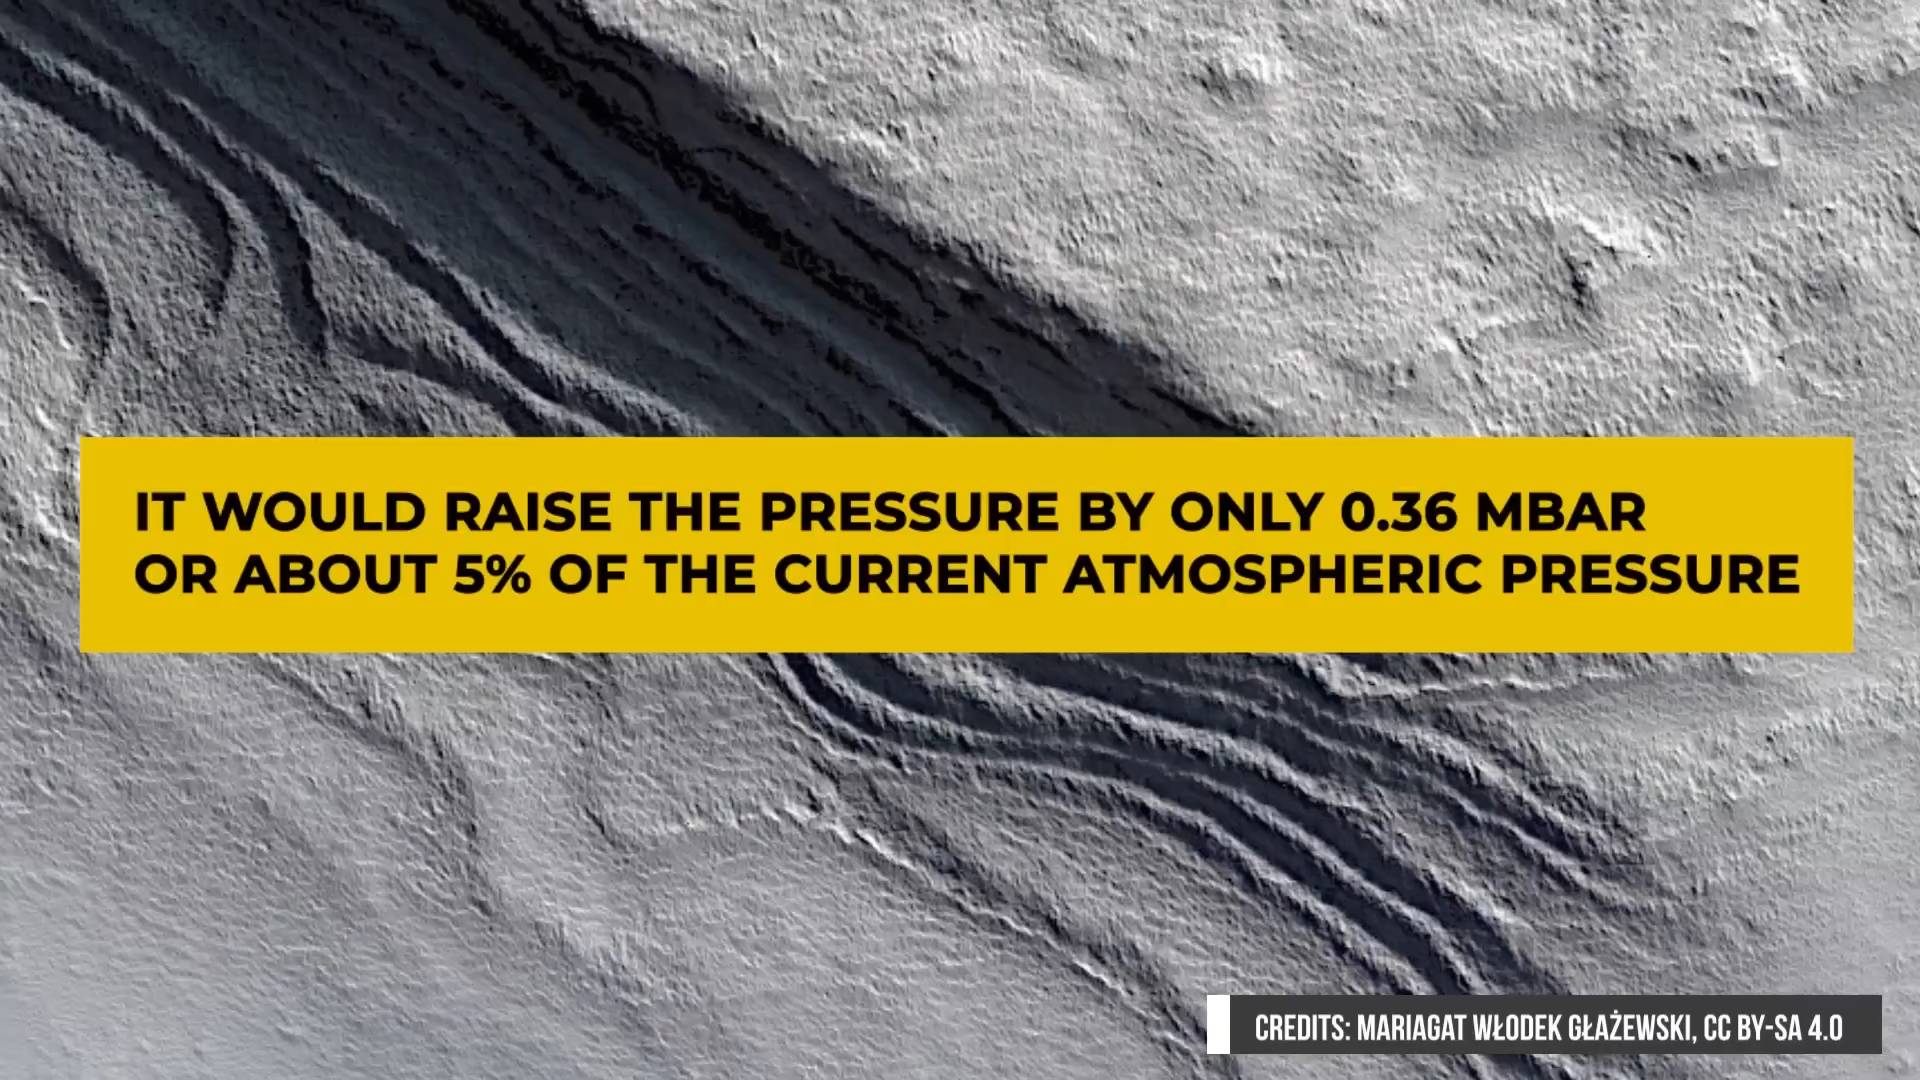 IT WOULD RAISE THE PRESSURE BY ONLY 0.36 MBAR
OR ABOUT 5% OF THE CURRENT ATMOSPHERIC PRESSURE
CREDITS: MARIAGAT WŁODEK GŁAŻEWSKI, CC BY-SA 4.0